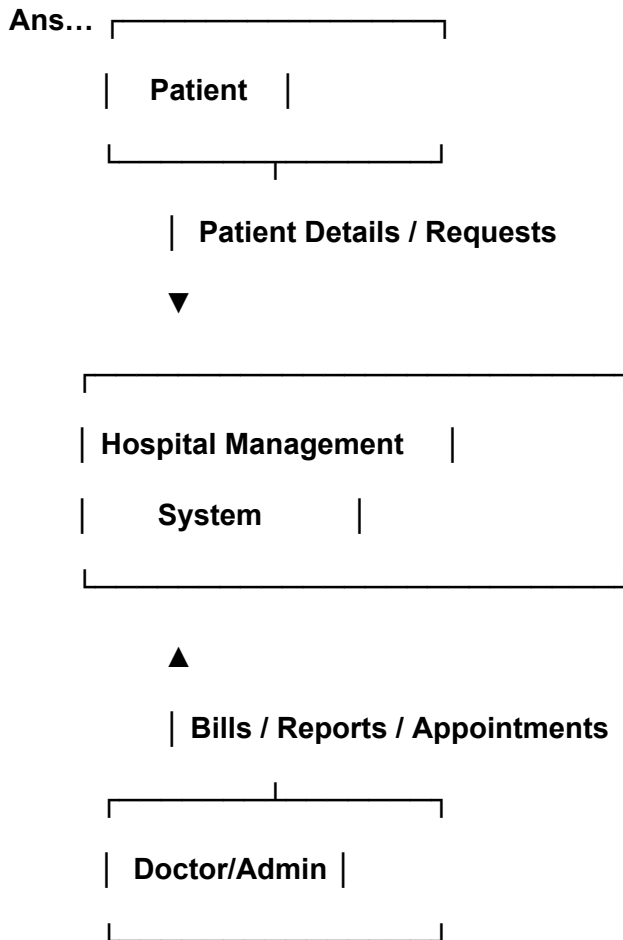 Ans…
Patient
Patient Details / Requests
▼
Hospital Management
System
▲
Bills / Reports / Appointments
Doctor/Admin